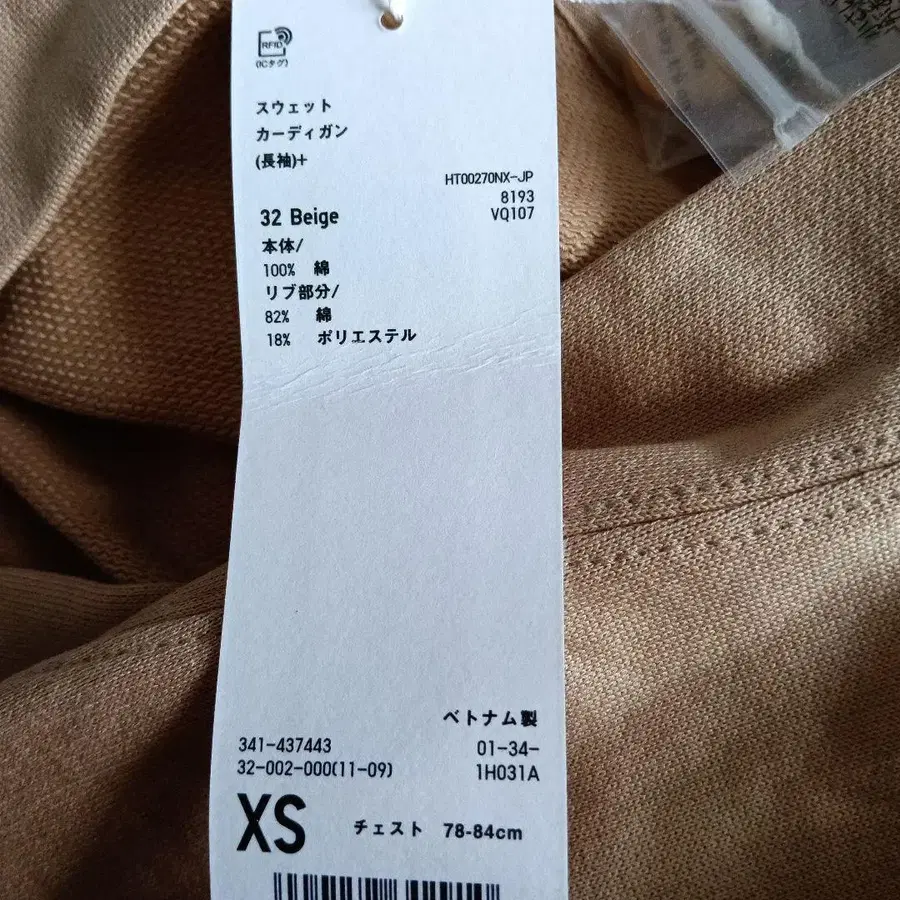 RFID
(ICタグ)
スウェット
カーディガン
(長袖)+
HT00270NX-JP
8193
VQ107
32 Beige
本体/
100% 綿
リブ部分/
82% 綿
18% ポリエステル
ベトナム製
341-437443
01-34-
32-002-000(11-09)
1H031A
XS チェスト 78-84cm